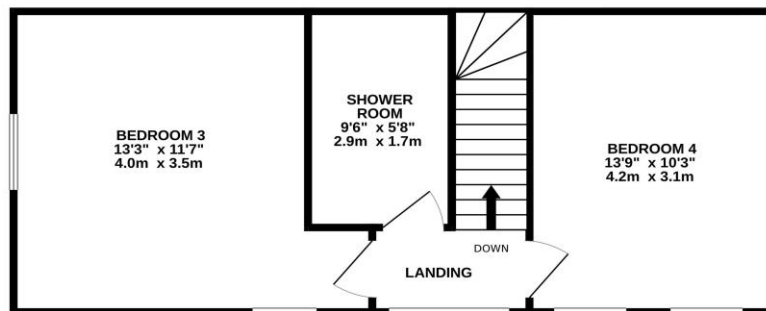 BEDROOM 3
13'3" x 11'7"
4.0m x 3.5m
SHOWER
ROOM
9'6" x 5'8"
2.9m x 1.7m
BEDROOM 4
13'9" x 10'3"
4.2m x 3.1m
DOWN
LANDING